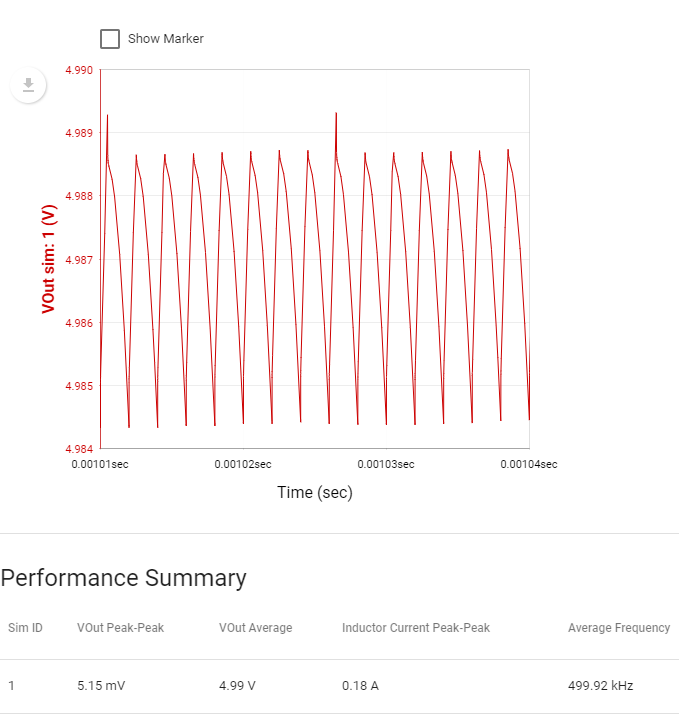 Show Marker
4.990
4.989
4.988
4.987
4.986
4.985
4.984
VOut sim: 1 (V)
0.00101sec 0.00102sec 0.00103sec 0.00104sec
Time (sec)
Performance Summary
Sim ID VOut Peak-Peak VOut Average Inductor Current Peak-Peak Average Frequency
1 5.15 mV 4.99 V 0.18 A 499.92 kHz